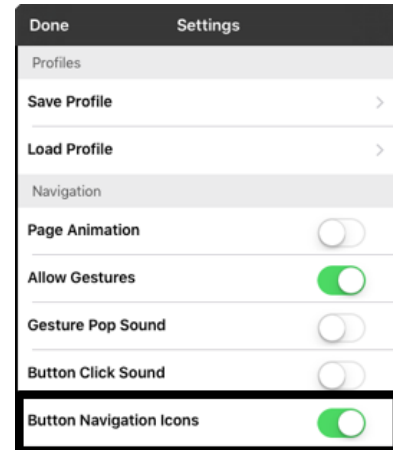 Done Settings
Profiles
Save Profile
Load Profile
Navigation
Page Animation
Allow Gestures
Gesture Pop Sound
Button Click Sound
Button Navigation Icons